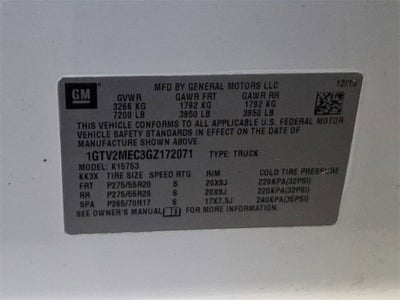 GM
MFD BY GENERAL MOTORS LLC 12/15
GVWR GAWR FRT GAWR RR
3266 KG 1792 KG 1792 KG
7200 LB 3950 LB 3950 LB
THIS VEHICLE CONFORMS TO ALL APPLICABLE U.S. FEDERAL MOTOR
VEHICLE SAFETY STANDARDS IN EFFECT ON THE DATE OF
MANUFACTURE SHOWN ABOVE.
1GTV2MEC3GZ172071 TYPE: TRUCK
MODEL: K15753
KK3X TIRE SIZE SPEED RTG RIM COLD TIRE PRESSURE
FRT P275/55R20 S 20X9J 220KPA(32PSI)
RR P275/55R20 S 20X9J 220KPA(32PSI)
SPA P265/70R17 S 17X7.5J 240KPA(35PSI)
SEE OWNER'S MANUAL FOR ADDITIONAL INFORMATION